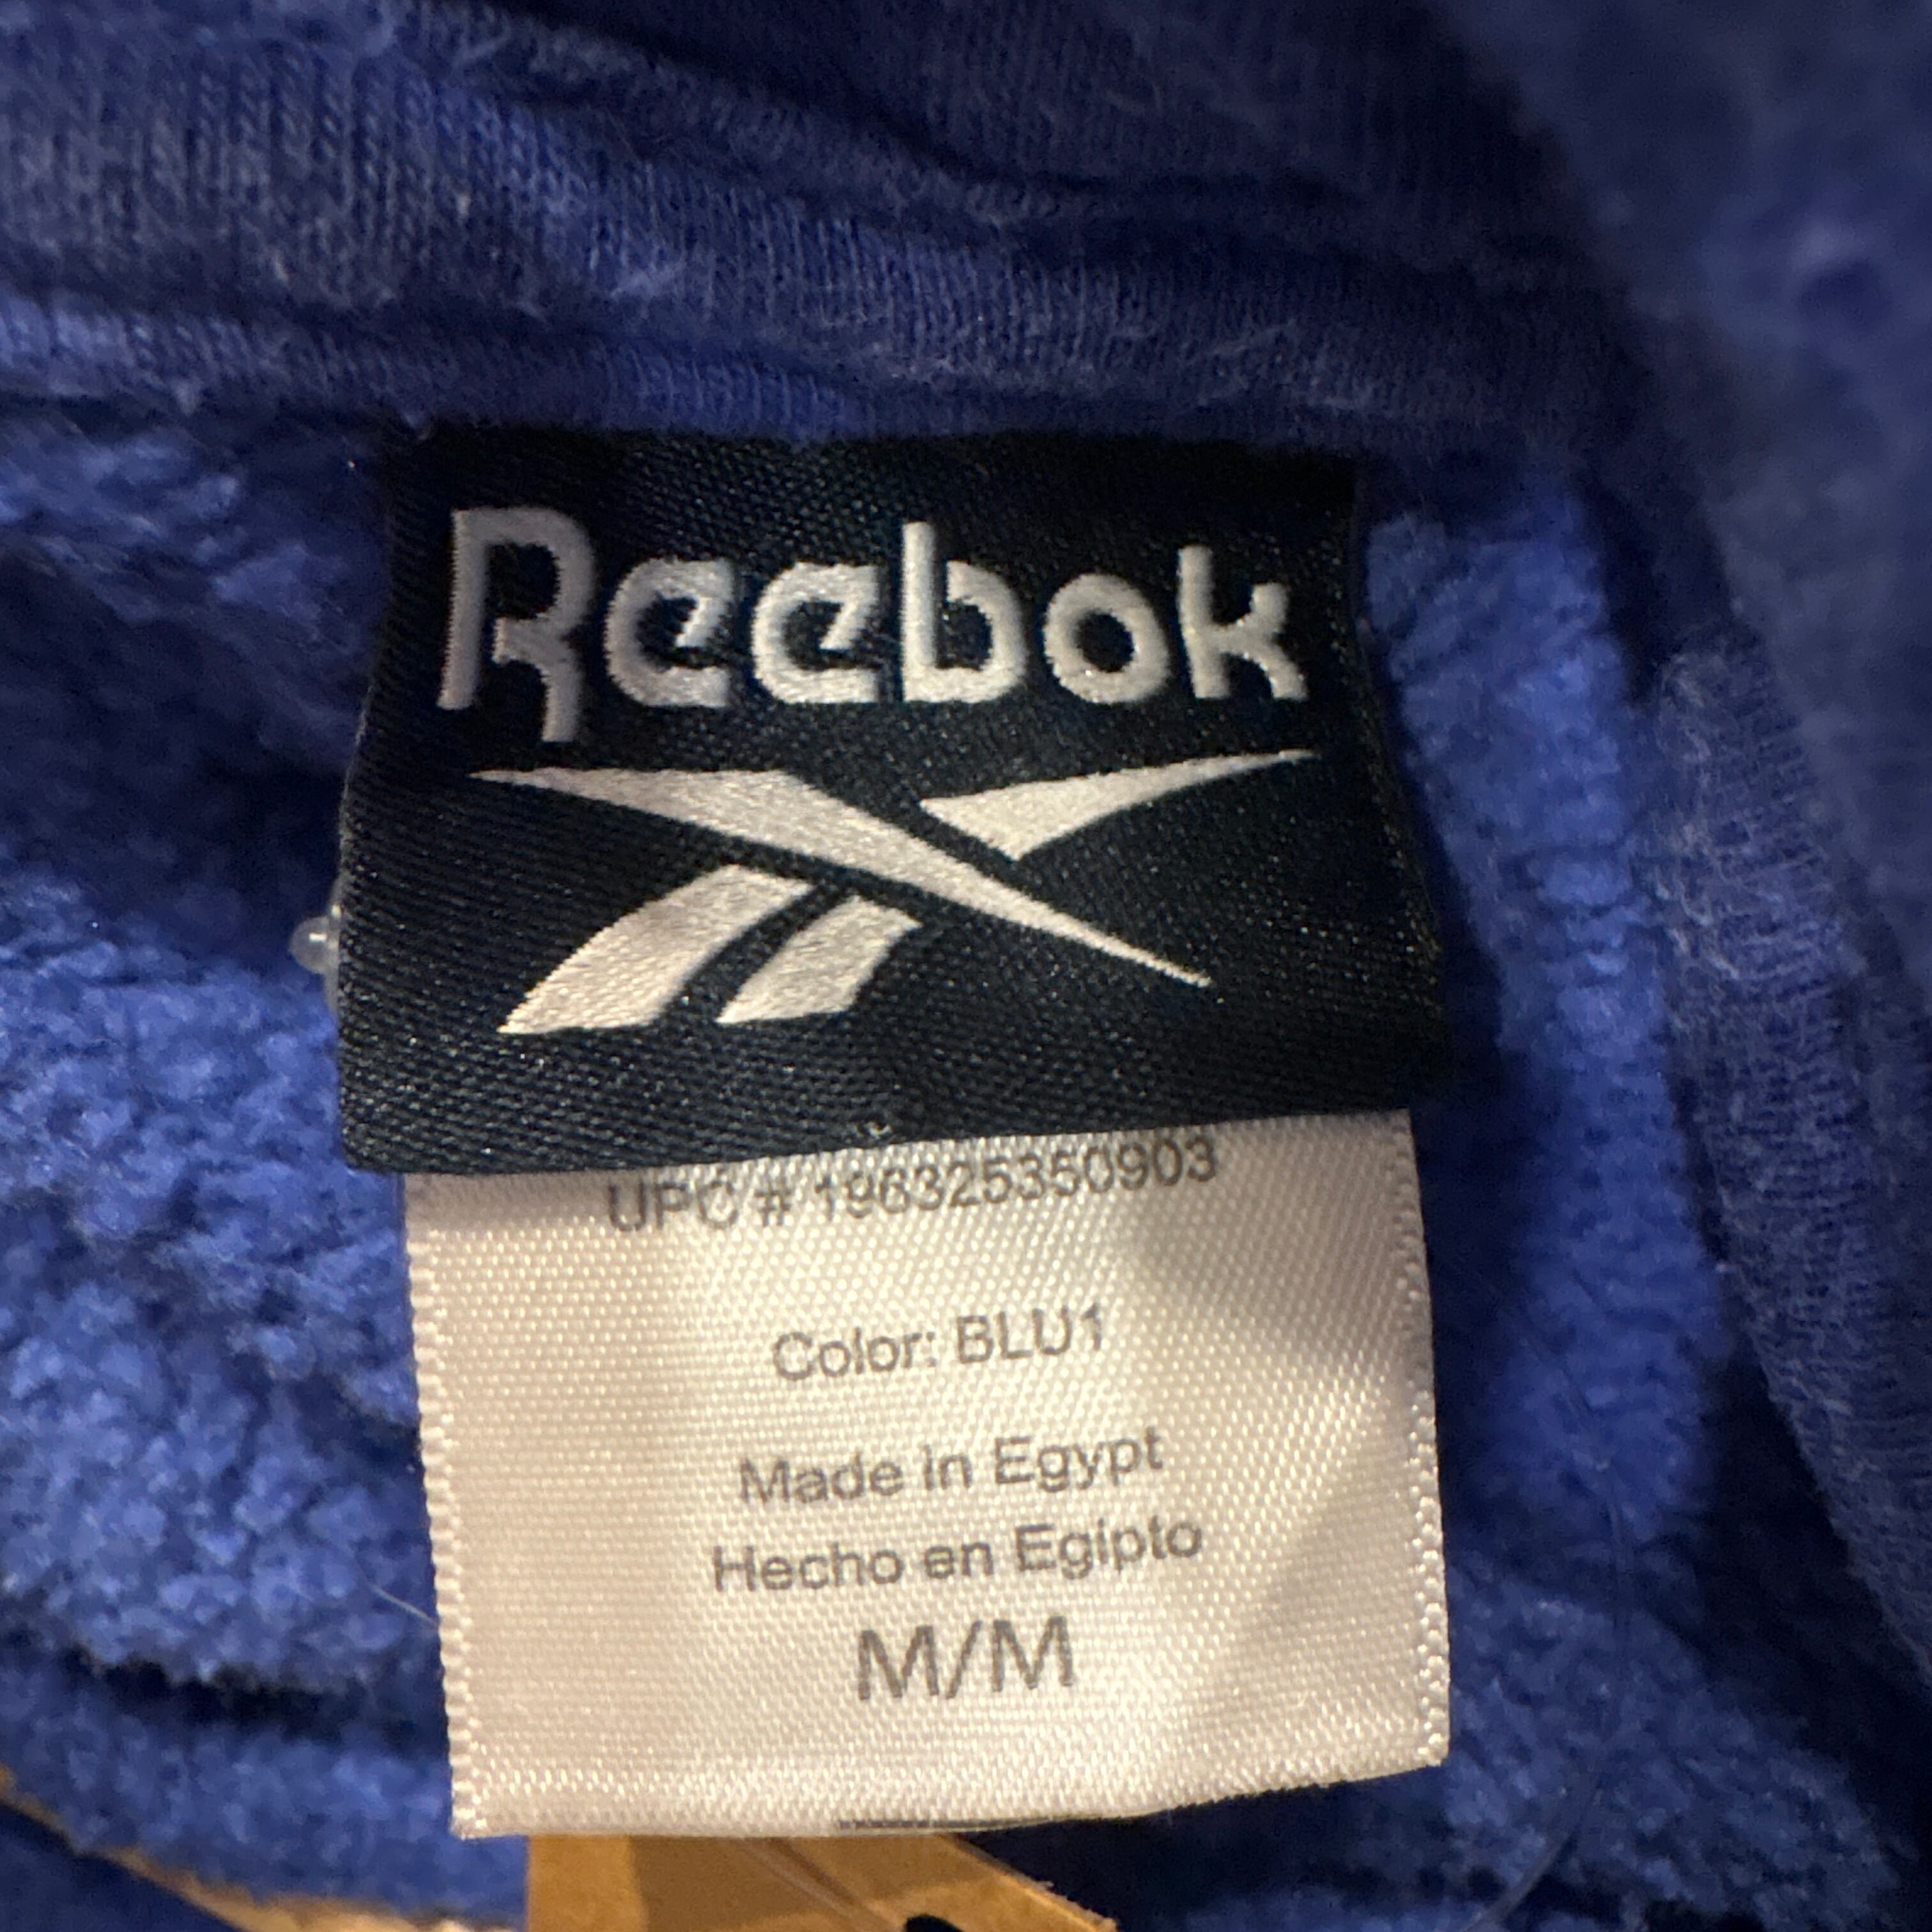 Reebok
UPC # 196325350903
Color: BLU1
Made in Egypt
Hecho en Egipto
M/M